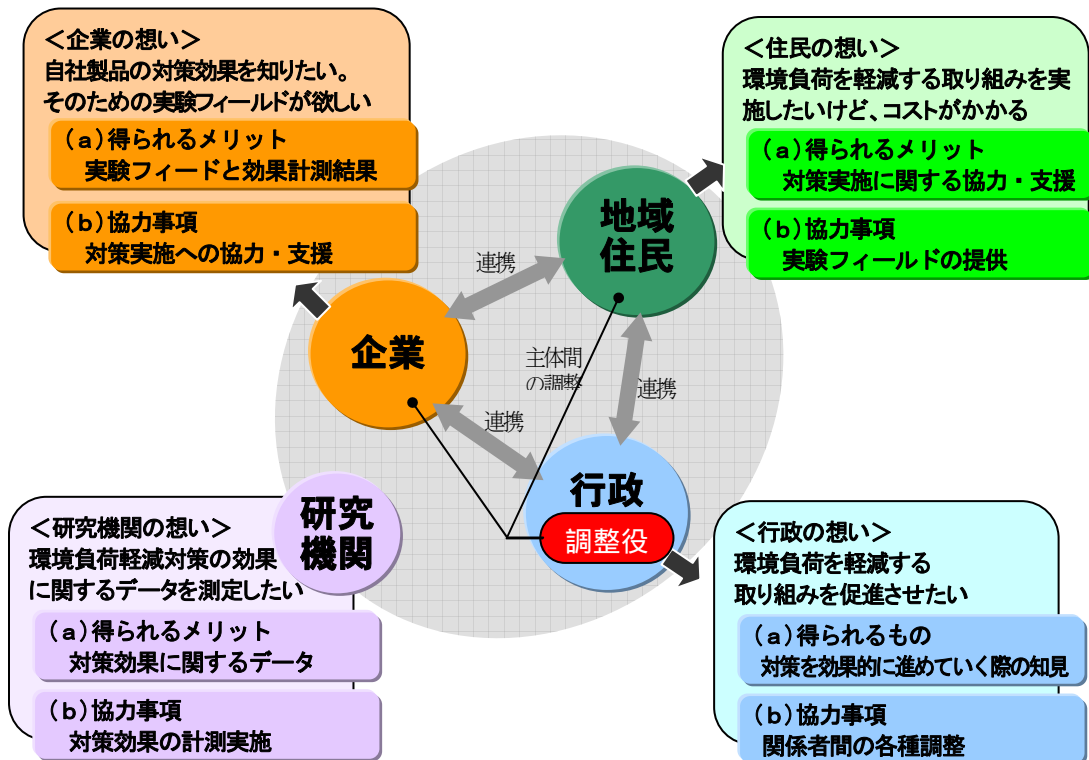 ＜企業の想い＞
自社製品の対策効果を知りたい。
そのための実験フィールドが欲しい
（a）得られるメリット
実験フィードと効果計測結果
（b）協力事項
対策実施への協力・支援
＜住民の想い＞
環境負荷を軽減する取り組みを実
施したいけど、コストがかかる
（a）得られるメリット
対策実施に関する協力・支援
（b）協力事項
実験フィールドの提供
地域
住民
連携
企業
主体間
の調整
連携
連携
行政
調整役
研究
機関
＜研究機関の想い＞
環境負荷軽減対策の効果
に関するデータを測定したい
（a）得られるメリット
対策効果に関するデータ
（b）協力事項
対策効果の計測実施
＜行政の想い＞
環境負荷を軽減する
取り組みを促進させたい
（a）得られるもの
対策を効果的に進めていく際の知見
（b）協力事項
関係者間の各種調整